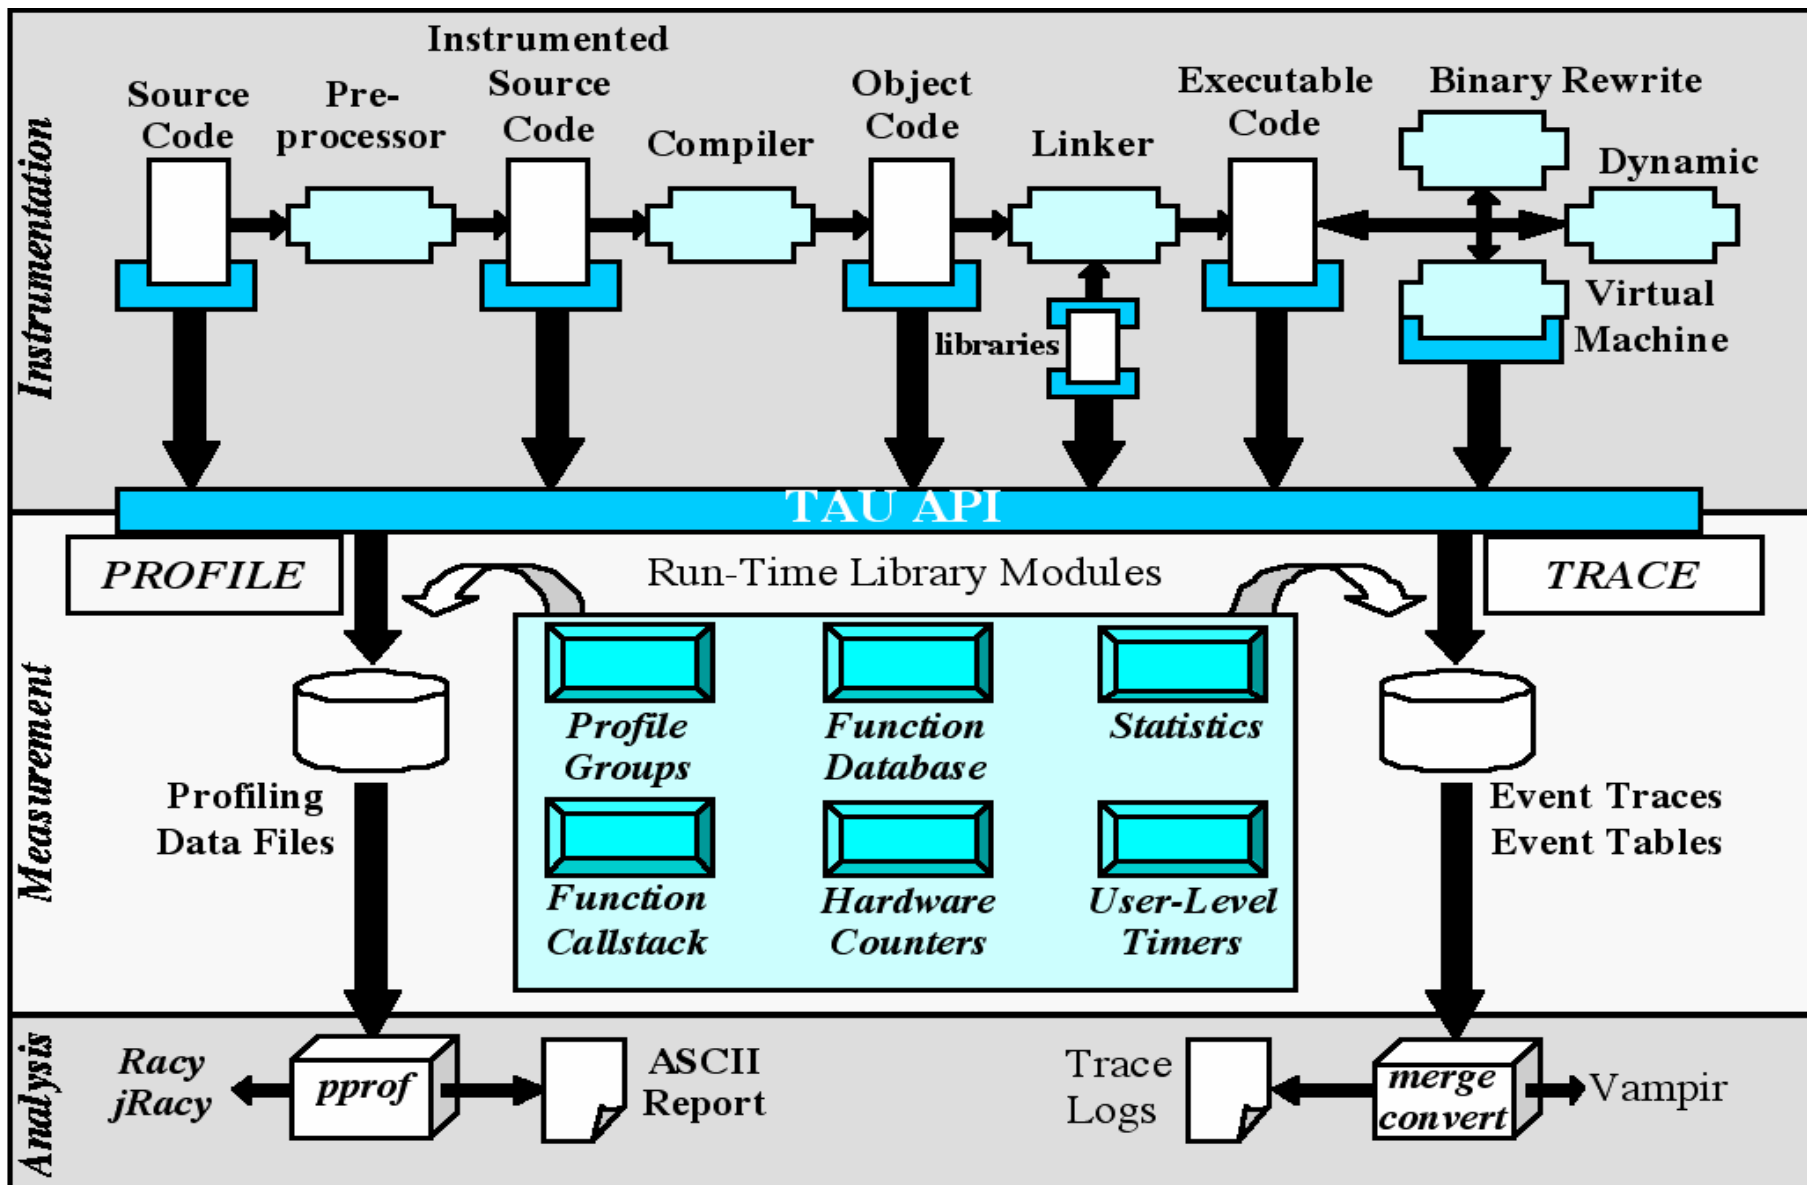 Instrumentation
Source
Code
Pre-
processor
Instrumented
Source
Code
Compiler
Object
Code
Linker
libraries
Executable
Code
Binary Rewrite
Dynamic
Virtual
Machine
TAU API
Measurement
PROFILE
Run-Time Library Modules
TRACE
Profile
Groups
Function
Database
Statistics
Function
Callstack
Hardware
Counters
User-Level
Timers
Profiling
Data Files
Event Traces
Event Tables
Analysis
Racy
jRacy
pprof
ASCII
Report
Trace
Logs
merge
convert
Vampir